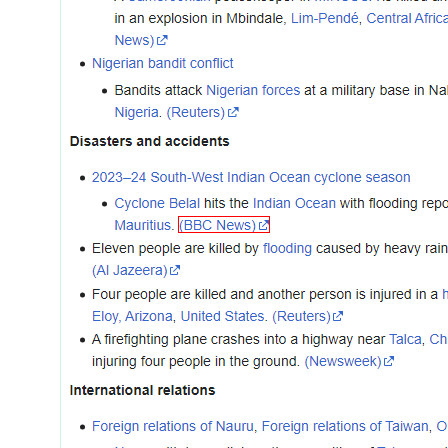 in an explosion in Mbindale, Lim-Pendé, Central Africa
News)
Nigerian bandit conflict
Bandits attack Nigerian forces at a military base in Na
Nigeria. (Reuters)
Disasters and accidents
2023–24 South-West Indian Ocean cyclone season
Cyclone Belal hits the Indian Ocean with flooding repo
Mauritius. (BBC News)
Eleven people are killed by flooding caused by heavy rain
(Al Jazeera)
Four people are killed and another person is injured in a h
Eloy, Arizona, United States. (Reuters)
A firefighting plane crashes into a highway near Talca, Ch
injuring four people in the ground. (Newsweek)
International relations
Foreign relations of Nauru, Foreign relations of Taiwan, O